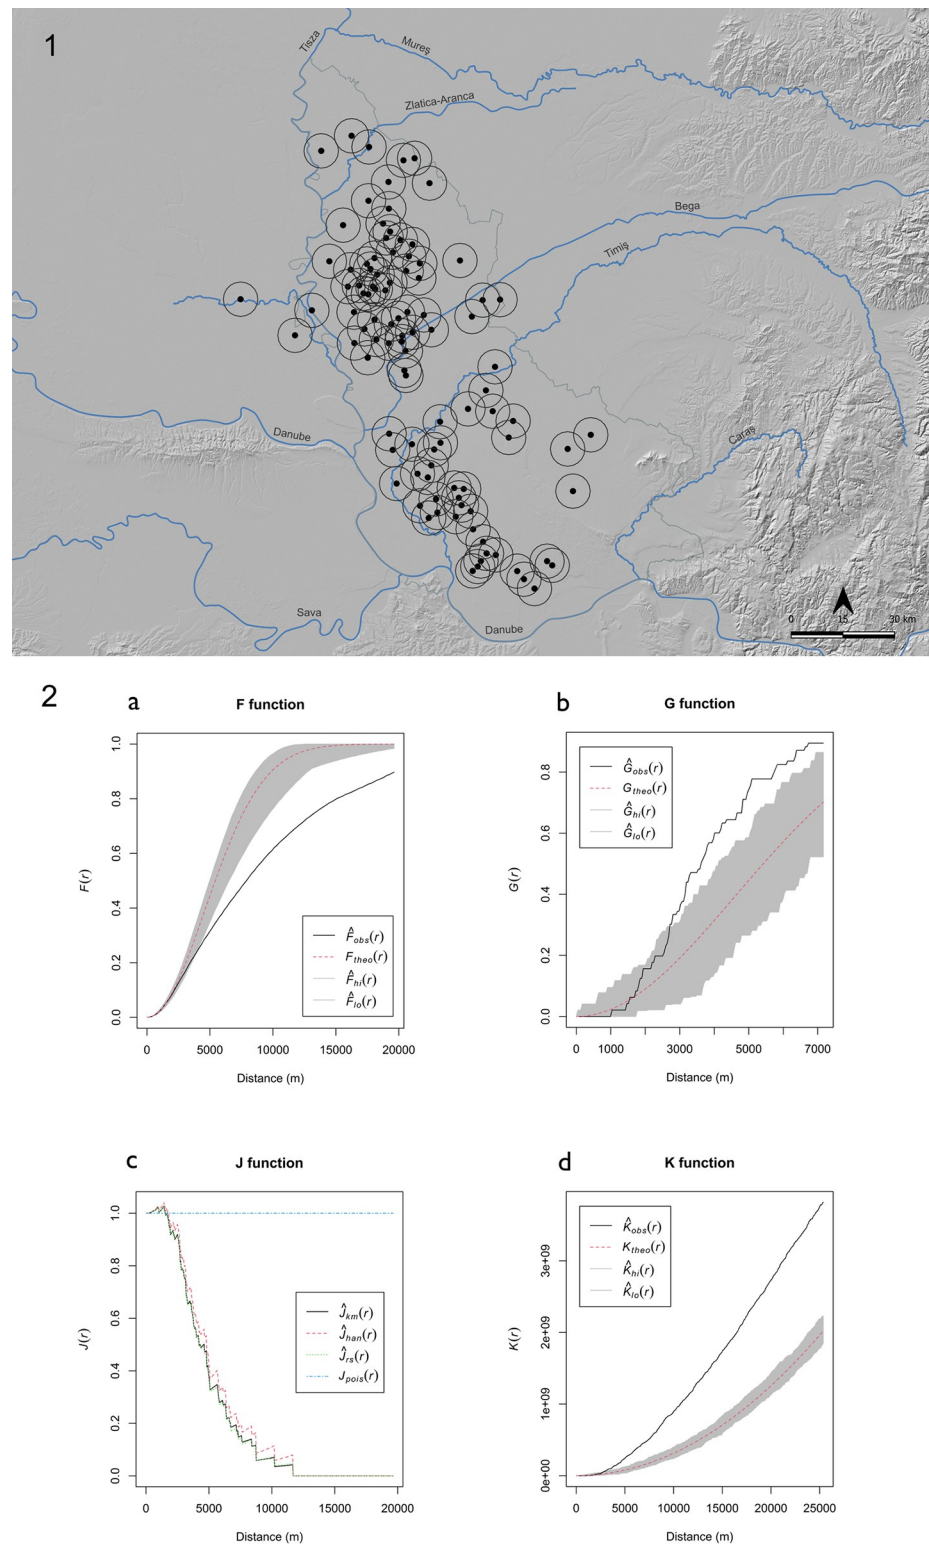 1
Tisza
Mureş
Zlatica-Aranca
Bega
Timiş
Danube
Caraş
Sava
Danube
0 15 30 km
2
a
F function
1.0
0.8
0.6
0.4
0.2
0.0
F(r)
F̂obs(r)
Ftheo(r)
F̂hi(r)
F̂lo(r)
0 5000 10000 15000 20000
Distance (m)
b
G function
0.8
0.6
0.4
0.2
0.0
G(r)
Ĝobs(r)
Gtheo(r)
Ĝhi(r)
Ĝlo(r)
0 1000 3000 5000 7000
Distance (m)
c
J function
1.0
0.8
0.6
0.4
0.2
0.0
J(r)
Ĵkm(r)
Ĵhan(r)
Ĵrs(r)
Jpois(r)
0 5000 10000 15000 20000
Distance (m)
d
K function
3e+09
2e+09
1e+09
0e+00
K(r)
K̂obs(r)
Ktheo(r)
K̂hi(r)
K̂lo(r)
0 5000 10000 15000 20000 25000
Distance (m)